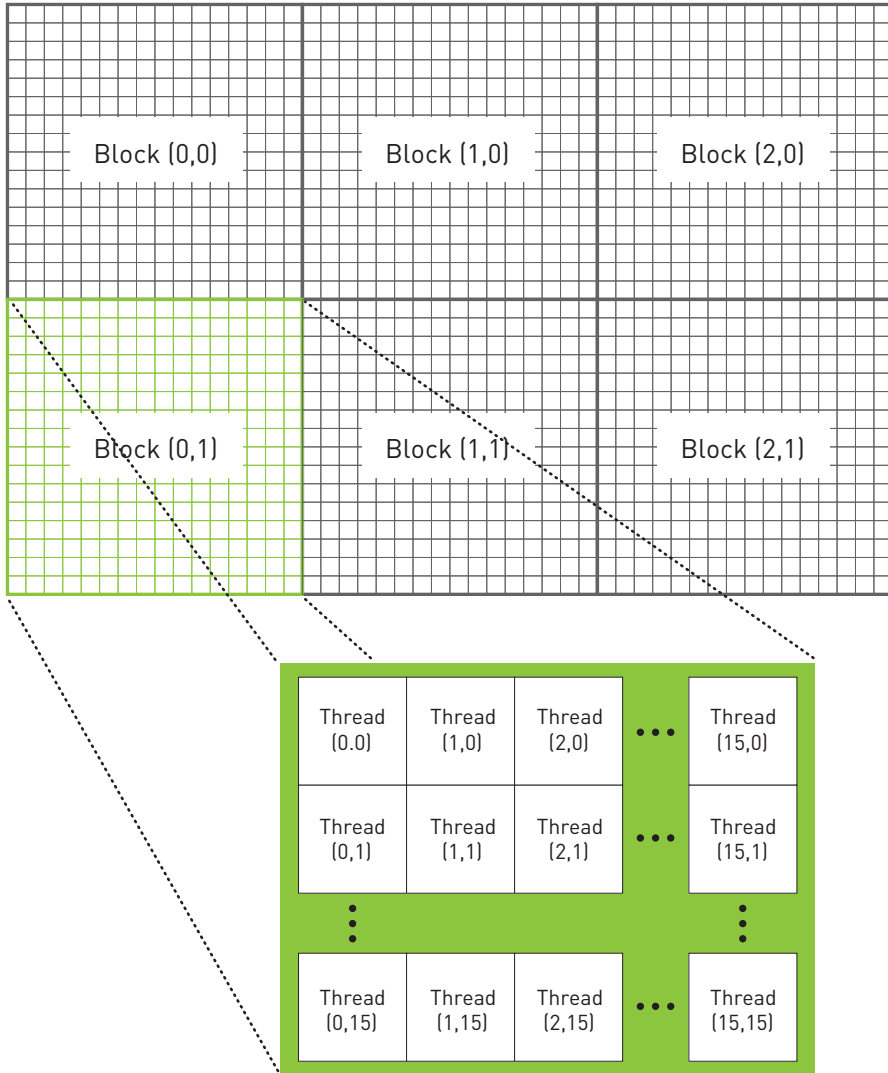 Block (0,0)
Block (1,0)
Block (2,0)
Block (0,1)
Block (1,1)
Block (2,1)
Thread
(0.0)
Thread
(1,0)
Thread
(2,0)
Thread
(15,0)
Thread
(0,1)
Thread
(1,1)
Thread
(2,1)
Thread
(15,1)
Thread
(0,15)
Thread
(1,15)
Thread
(2,15)
Thread
(15,15)